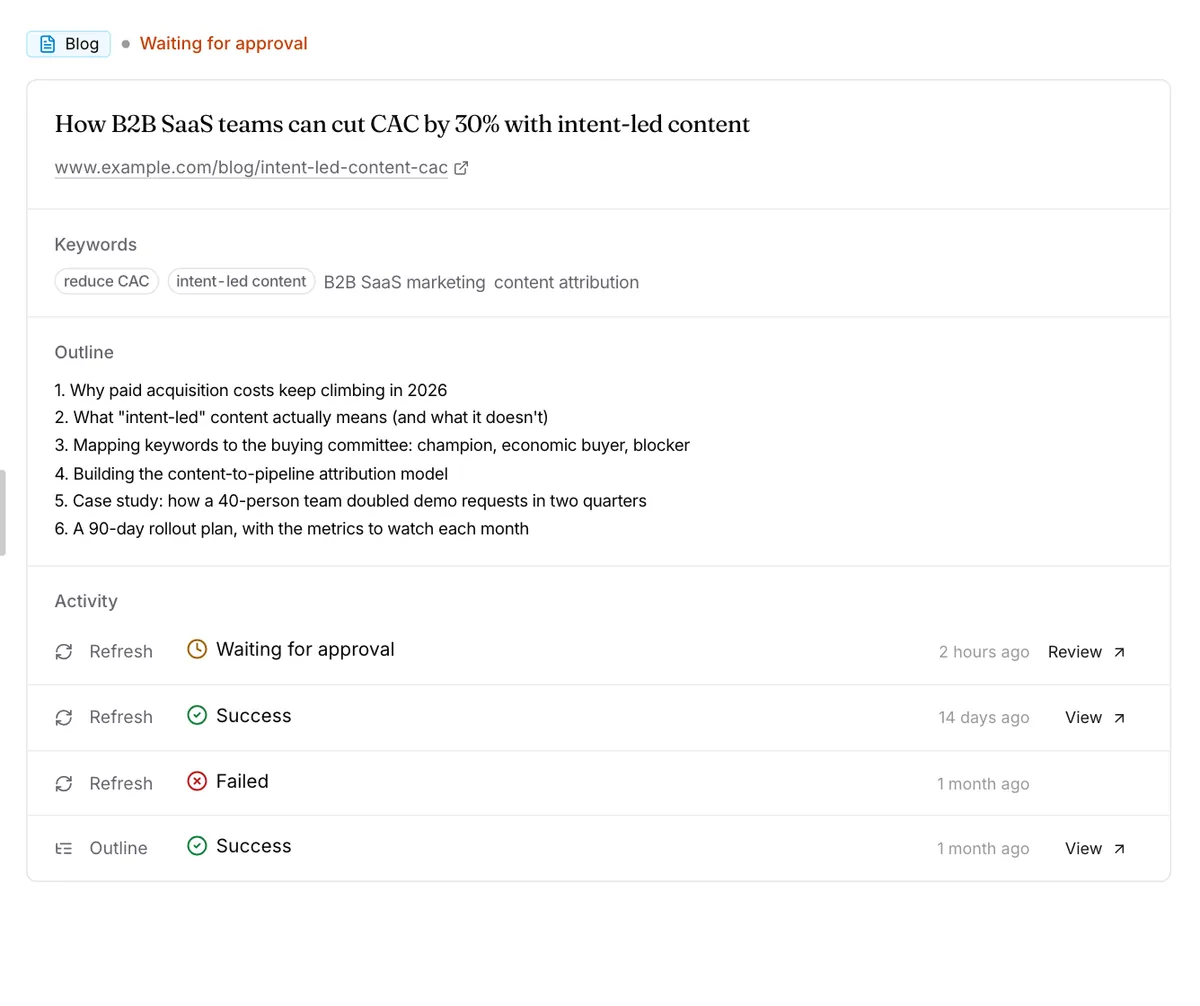 Blog • Waiting for approval
How B2B SaaS teams can cut CAC by 30% with intent-led content
www.example.com/blog/intent-led-content-cac
Keywords
reduce CAC intent-led content B2B SaaS marketing content attribution
Outline
1. Why paid acquisition costs keep climbing in 2026
2. What "intent-led" content actually means (and what it doesn't)
3. Mapping keywords to the buying committee: champion, economic buyer, blocker
4. Building the content-to-pipeline attribution model
5. Case study: how a 40-person team doubled demo requests in two quarters
6. A 90-day rollout plan, with the metrics to watch each month
Activity
Refresh Waiting for approval 2 hours ago Review
Refresh Success 14 days ago View
Refresh Failed 1 month ago
Outline Success 1 month ago View